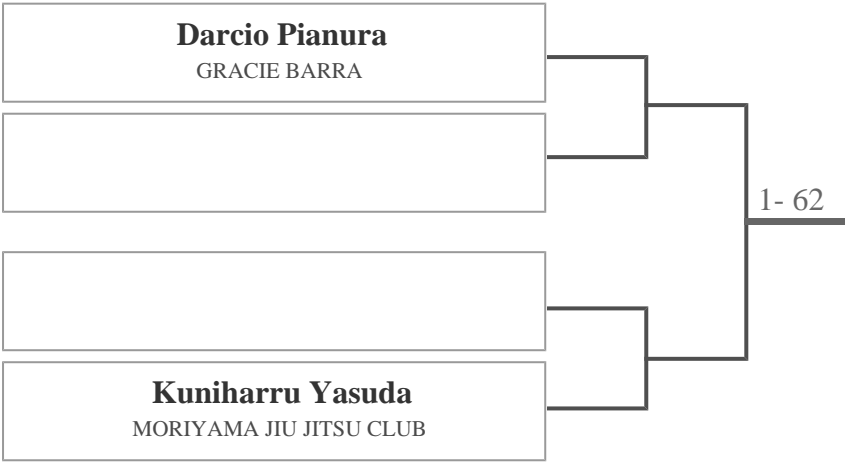 Darcio Pianura
GRACIE BARRA
1- 62
Kuniharru Yasuda
MORIYAMA JIU JITSU CLUB